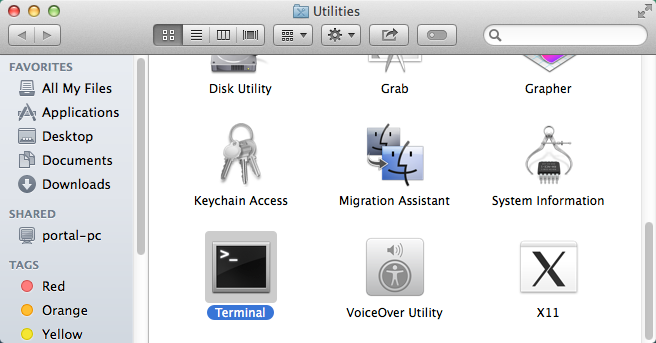 Utilities
FAVORITES
All My Files
Applications
Desktop
Documents
Downloads
SHARED
portal-pc
TAGS
Red
Orange
Yellow
Disk Utility
Grab
Grapher
Keychain Access
Migration Assistant
System Information
>_
Terminal
VoiceOver Utility
X
X11